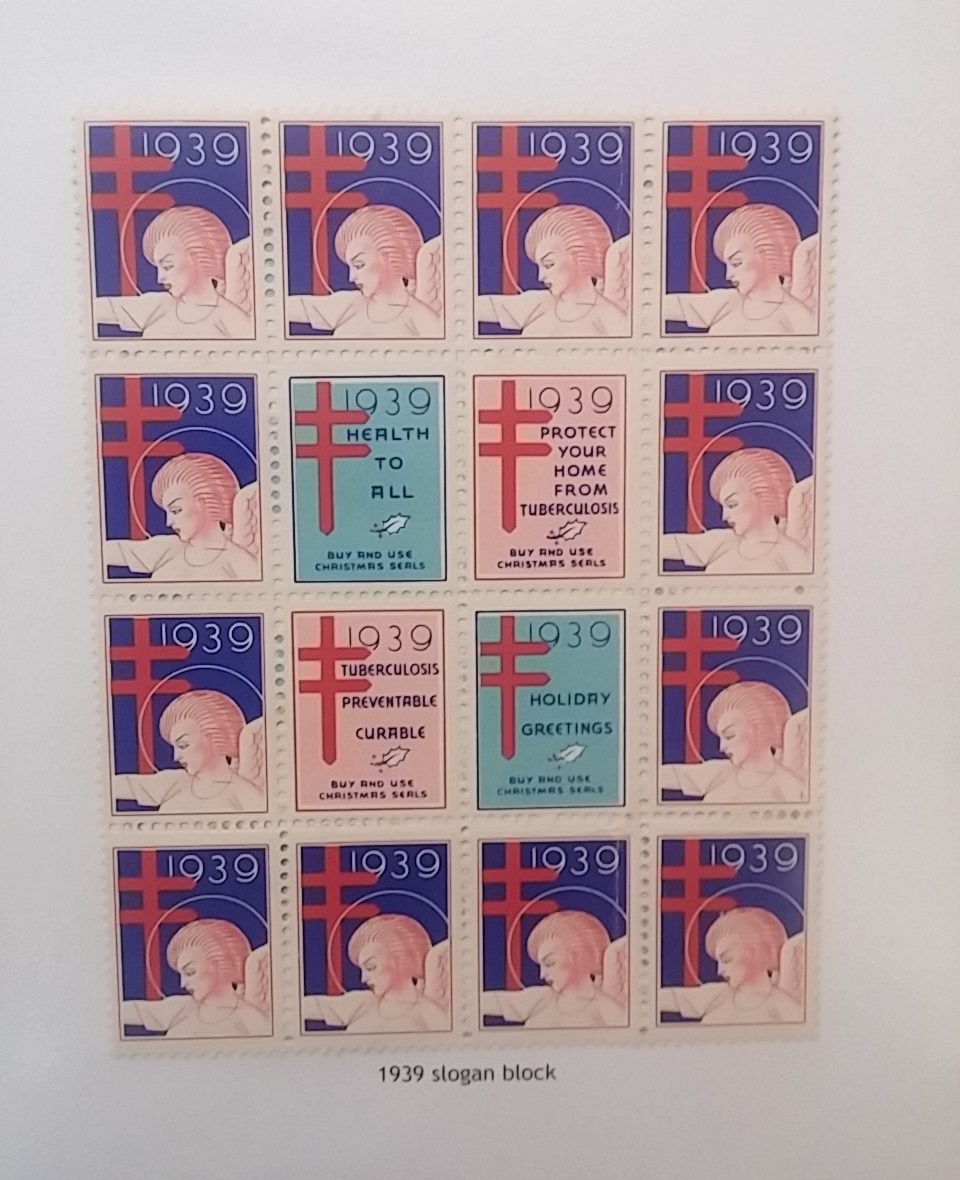 1939
1939
1939
1939
1939
1939
HEALTH
TO
ALL
BUY AND USE
CHRISTMAS SEALS
1939
PROTECT
YOUR
HOME
FROM
TUBERCULOSIS
BUY AND USE
CHRISTMAS SEALS
1939
1939
1939
TUBERCULOSIS
PREVENTABLE
CURABLE
BUY AND USE
CHRISTMAS SEALS
1939
HOLIDAY
GREETINGS
BUY AND USE
CHRISTMAS SEALS
1939
1939
1939
1939
1939
1939 slogan block